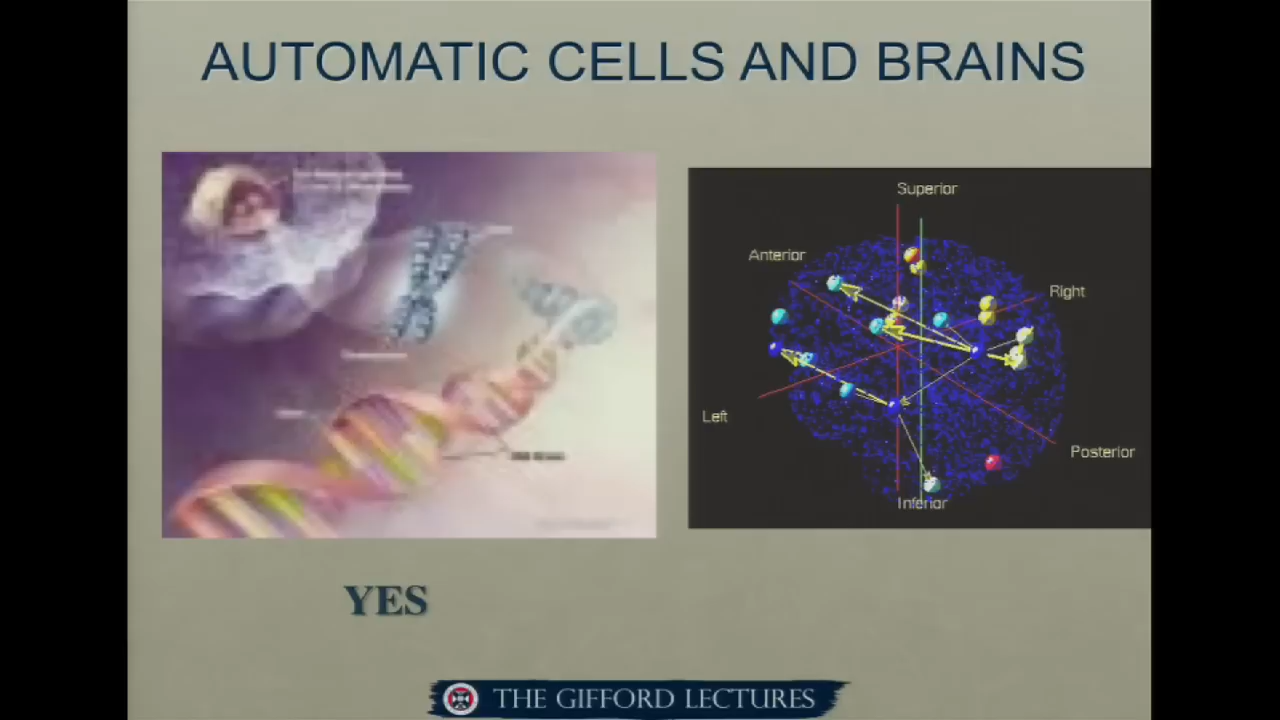 AUTOMATIC CELLS AND BRAINS
Superior
Anterior
Right
Left
Posterior
Inferior
YES
THE GIFFORD LECTURES